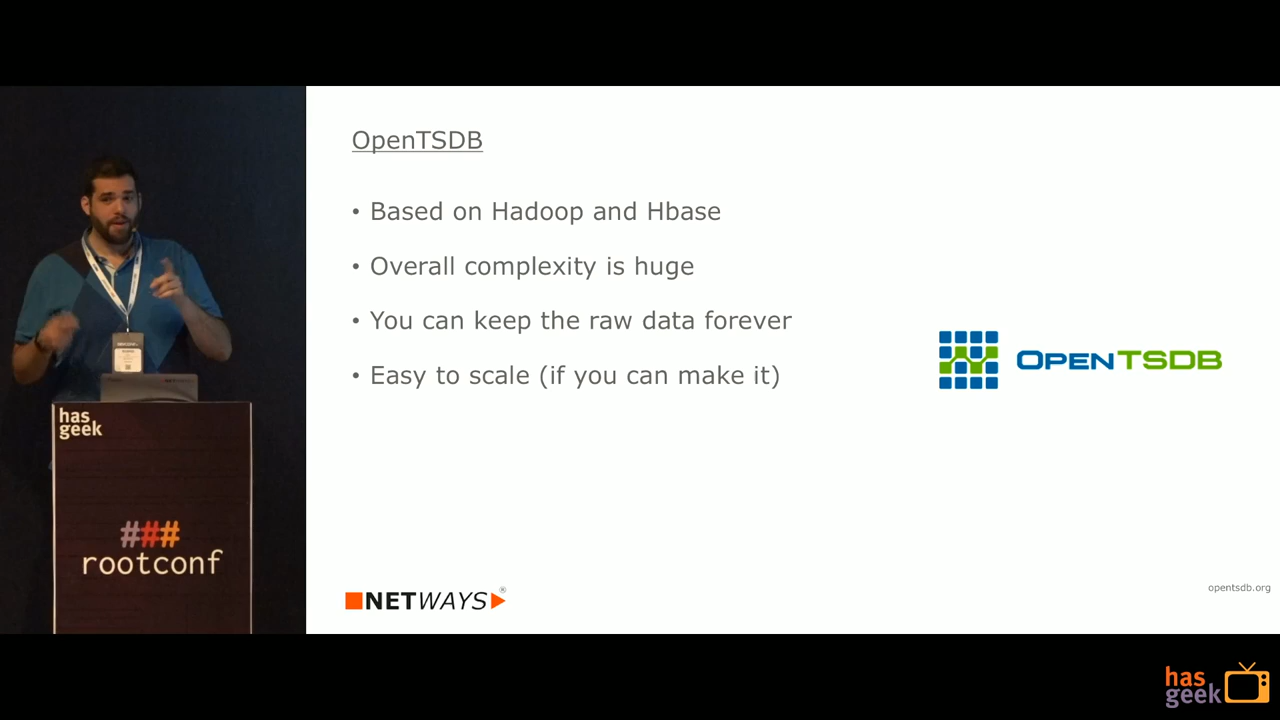 OpenTSDB
• Based on Hadoop and Hbase
• Overall complexity is huge
• You can keep the raw data forever
• Easy to scale (if you can make it)
OPENTSDB
has
geek
###
rootconf
NETWAYS®
opentsdb.org
has
geek